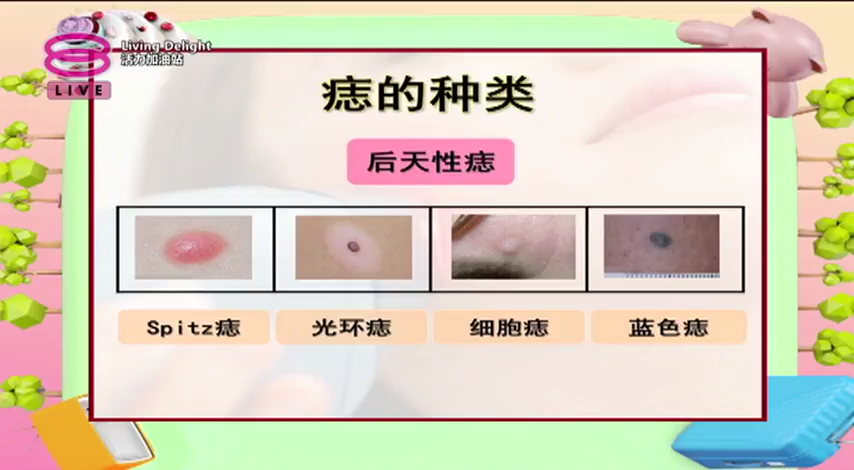 Living Delight
活力加油站
LIVE
痣的种类
后天性痣
Spitz痣
光环痣
细胞痣
蓝色痣